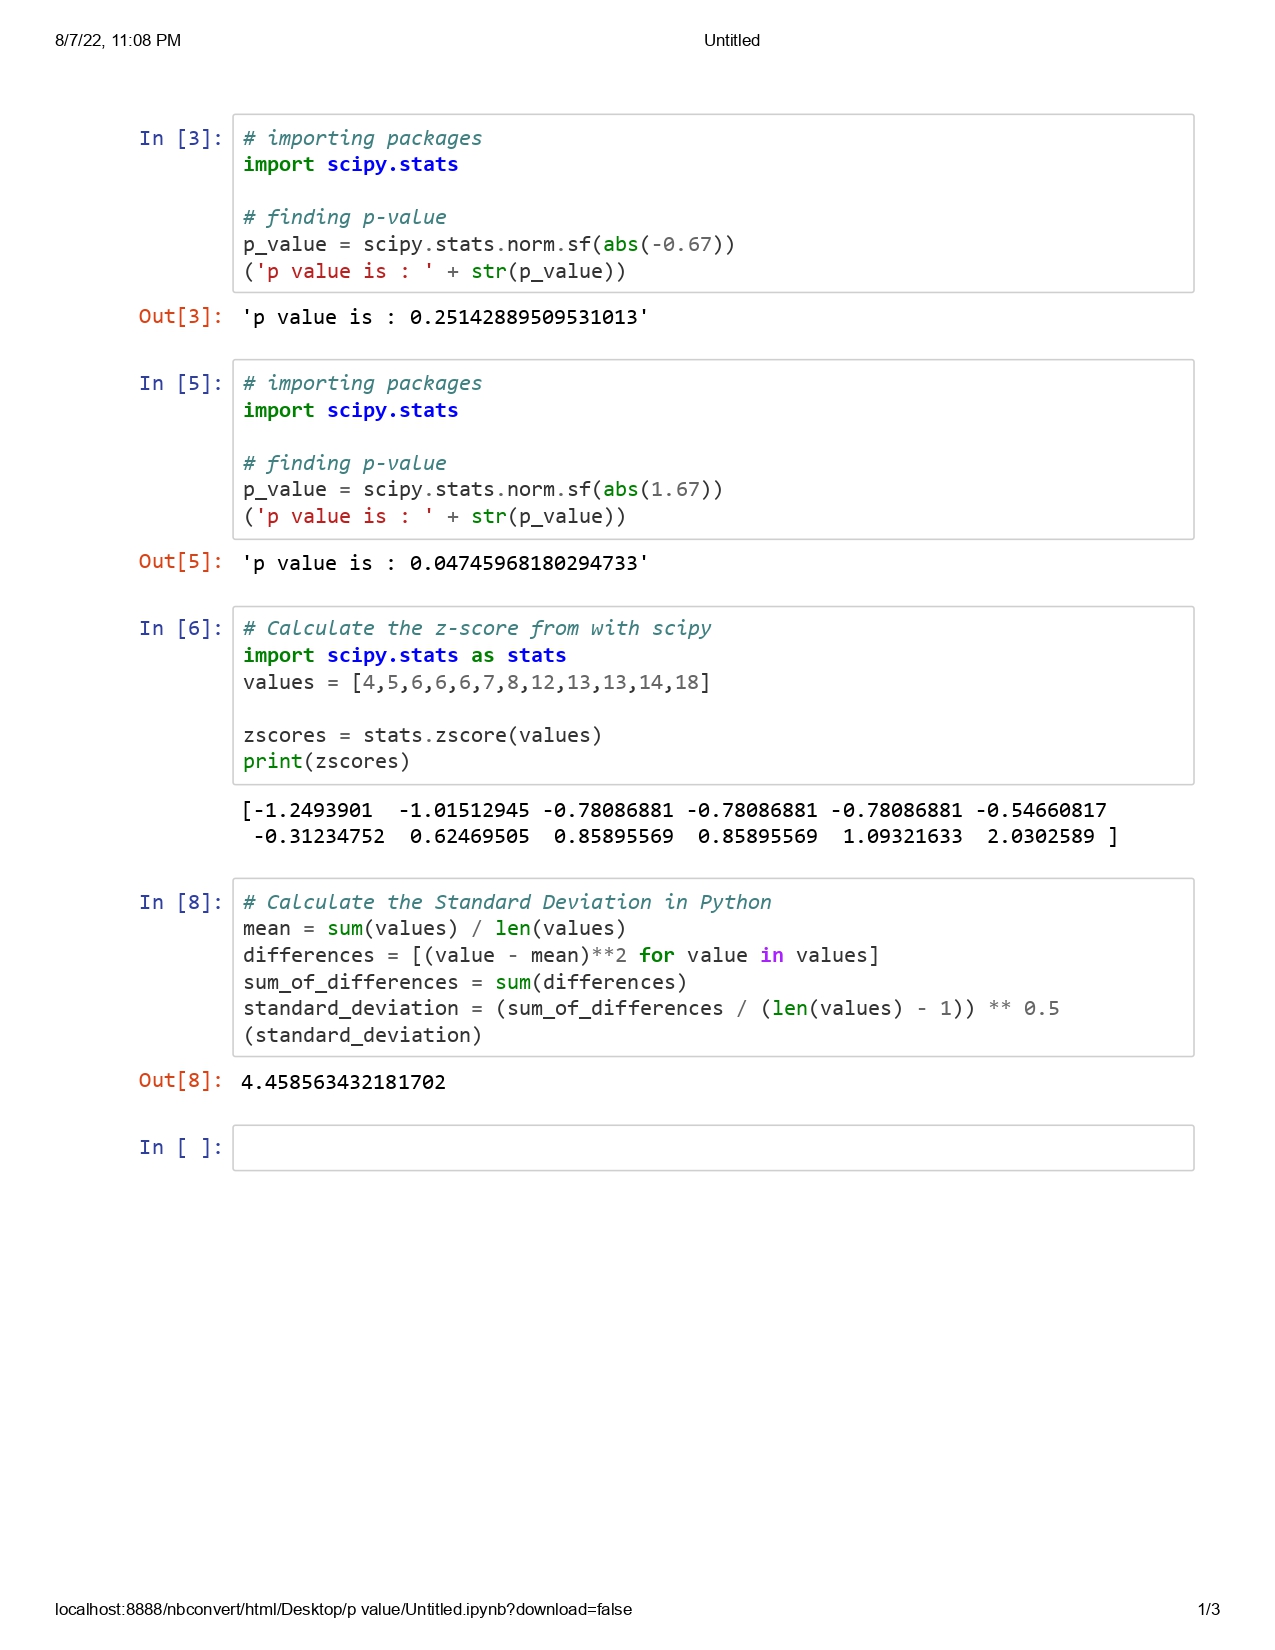 8/7/22, 11:08 PM Untitled
In [3]: # importing packages
import scipy.stats
# finding p-value
p_value = scipy.stats.norm.sf(abs(-0.67))
('p value is : ' + str(p_value))
Out[3]: 'p value is : 0.25142889509531013'
In [5]: # importing packages
import scipy.stats
# finding p-value
p_value = scipy.stats.norm.sf(abs(1.67))
('p value is : ' + str(p_value))
Out[5]: 'p value is : 0.04745968180294733'
In [6]: # Calculate the z-score from with scipy
import scipy.stats as stats
values = [4,5,6,6,6,7,8,12,13,13,14,18]
zscores = stats.zscore(values)
print(zscores)
[-1.2493901  -1.01512945 -0.78086881 -0.78086881 -0.78086881 -0.54660817
 -0.31234752  0.62469505  0.85895569  0.85895569  1.09321633  2.0302589 ]
In [8]: # Calculate the Standard Deviation in Python
mean = sum(values) / len(values)
differences = [(value - mean)**2 for value in values]
sum_of_differences = sum(differences)
standard_deviation = (sum_of_differences / (len(values) - 1)) ** 0.5
(standard_deviation)
Out[8]: 4.458563432181702
In [ ]:
localhost:8888/nbconvert/html/Desktop/p value/Untitled.ipynb?download=false 1/3